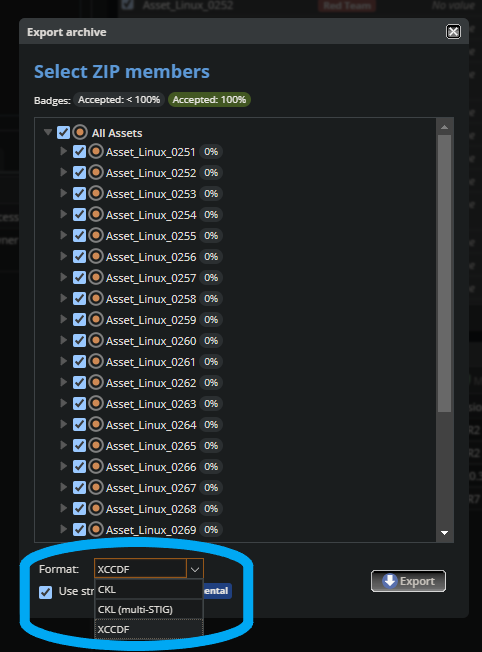 Asset_Linux_0252 Red Team No value
Export archive
Select ZIP members
Badges: Accepted: < 100% Accepted: 100%
All Assets
Asset_Linux_0251 0%
Asset_Linux_0252 0%
Asset_Linux_0253 0%
Asset_Linux_0254 0%
Asset_Linux_0255 0%
Asset_Linux_0256 0%
Asset_Linux_0257 0%
Asset_Linux_0258 0%
Asset_Linux_0259 0%
Asset_Linux_0260 0%
Asset_Linux_0261 0%
Asset_Linux_0262 0%
Asset_Linux_0263 0%
Asset_Linux_0264 0%
Asset_Linux_0265 0%
Asset_Linux_0266 0%
Asset_Linux_0267 0%
Asset_Linux_0268 0%
Asset_Linux_0269 0%
Format: XCCDF
Export
CKL
Use str ental
CKL (multi-STIG)
XCCDF